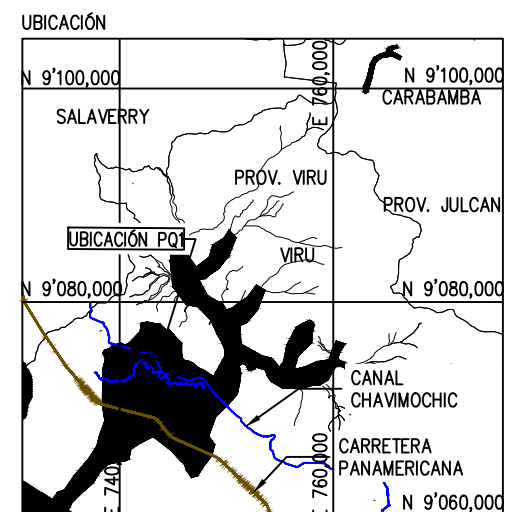 UBICACIÓN
N 9'100,000
E 760,000
N 9'100,000
CARABAMBA
SALAVERRY
PROV. VIRU
PROV. JULCAN
UBICACIÓN PQ1
VIRU
N 9'080,000
N 9'080,000
CANAL
CHAVIMOCHIC
CARRETERA
PANAMERICANA
E 740
E 760,000
N 9'060,000